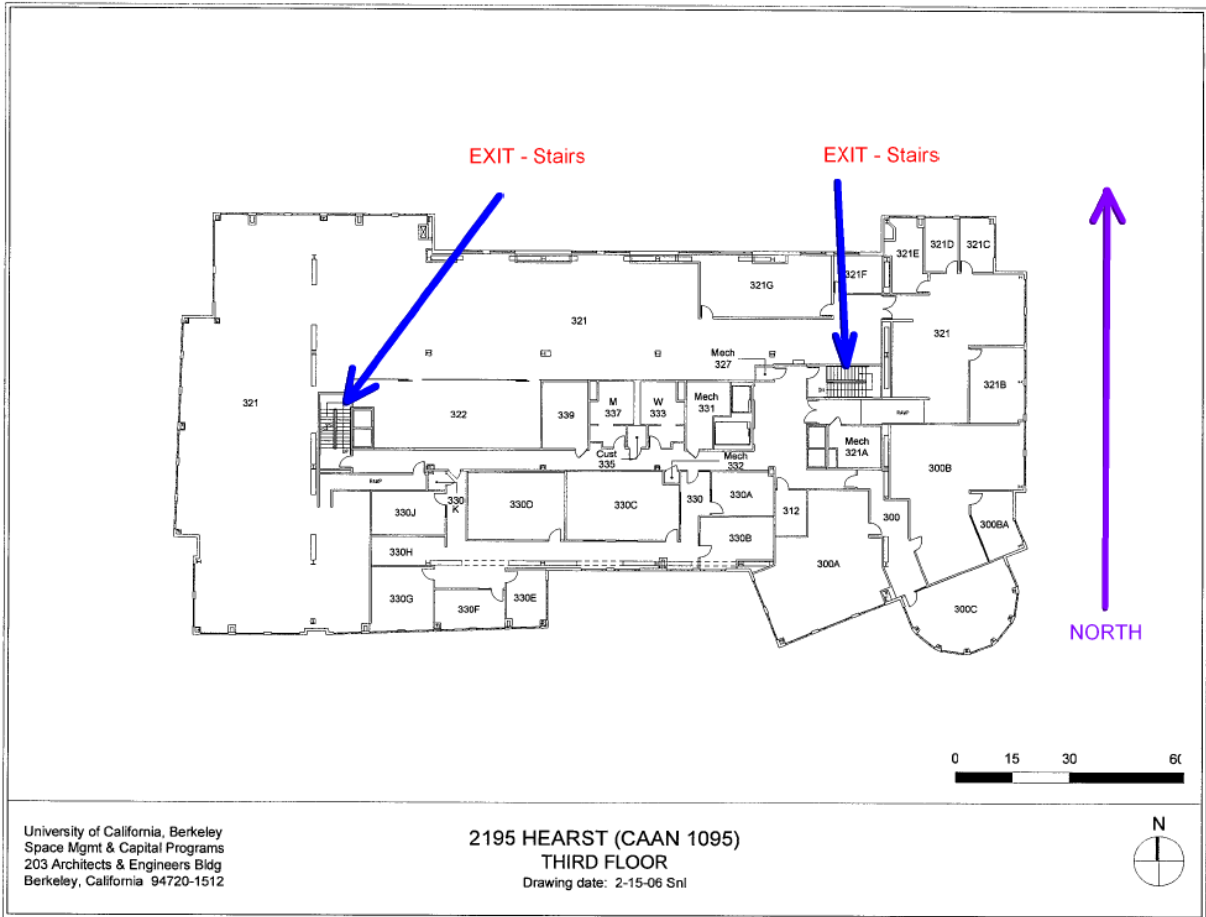 EXIT - Stairs
EXIT - Stairs
321E
321D
321C
321F
321G
321
321
Mech
327
321B
321
322
339
M
337
W
333
Mech
331
RAMP
Mech
321A
Cust
335
Mech
332
300B
RAMP
330
K
330D
330C
330
330A
312
300
300BA
330J
330B
330H
300A
330G
330F
330E
300C
NORTH
0 15 30 60
University of California, Berkeley
Space Mgmt & Capital Programs
203 Architects & Engineers Bldg
Berkeley, California 94720-1512
2195 HEARST (CAAN 1095)
THIRD FLOOR
Drawing date: 2-15-06 Snl
N